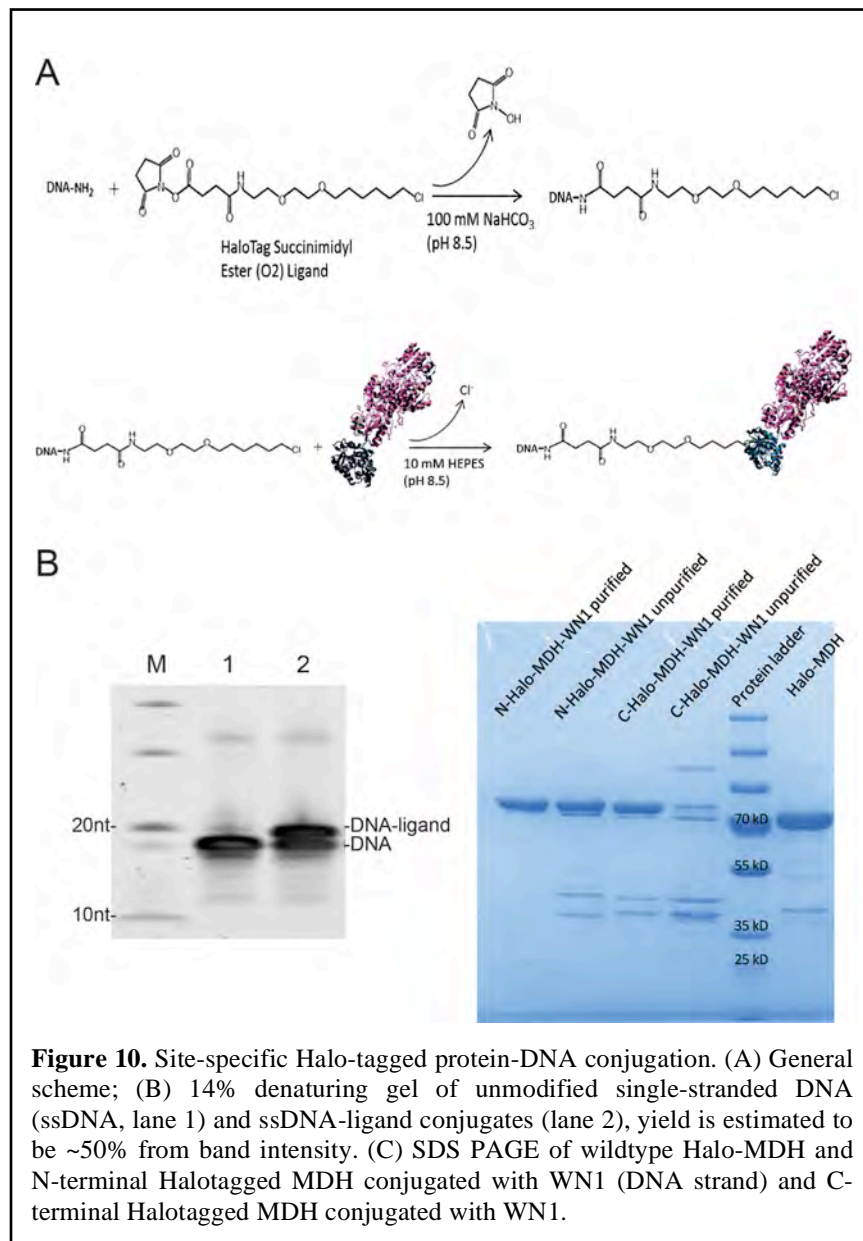 A
O
N
OH
O
O
N
O
O
O
O
H
N
O
O
Cl
DNA-NH2 +
100 mM NaHCO3
(pH 8.5)
HaloTag Succinimidyl
Ester (O2) Ligand
DNA
N
H
O
O
H
N
O
O
Cl
DNA
N
H
O
O
H
N
O
O
Cl
+
Cl-
10 mM HEPES
(pH 8.5)
DNA
N
H
O
O
H
N
O
O
B
M 1 2
20nt-
10nt-
-DNA-ligand
-DNA
N-Halo-MDH-WN1 purified
N-Halo-MDH-WN1 unpurified
C-Halo-MDH-WN1 purified
C-Halo-MDH-WN1 unpurified
Protein ladder
Halo-MDH
70 kD
55 kD
35 kD
25 kD
Figure 10. Site-specific Halo-tagged protein-DNA conjugation. (A) General
scheme; (B) 14% denaturing gel of unmodified single-stranded DNA
(ssDNA, lane 1) and ssDNA-ligand conjugates (lane 2), yield is estimated to
be ~50% from band intensity. (C) SDS PAGE of wildtype Halo-MDH and
N-terminal Halotagged MDH conjugated with WN1 (DNA strand) and C-
terminal Halotagged MDH conjugated with WN1.